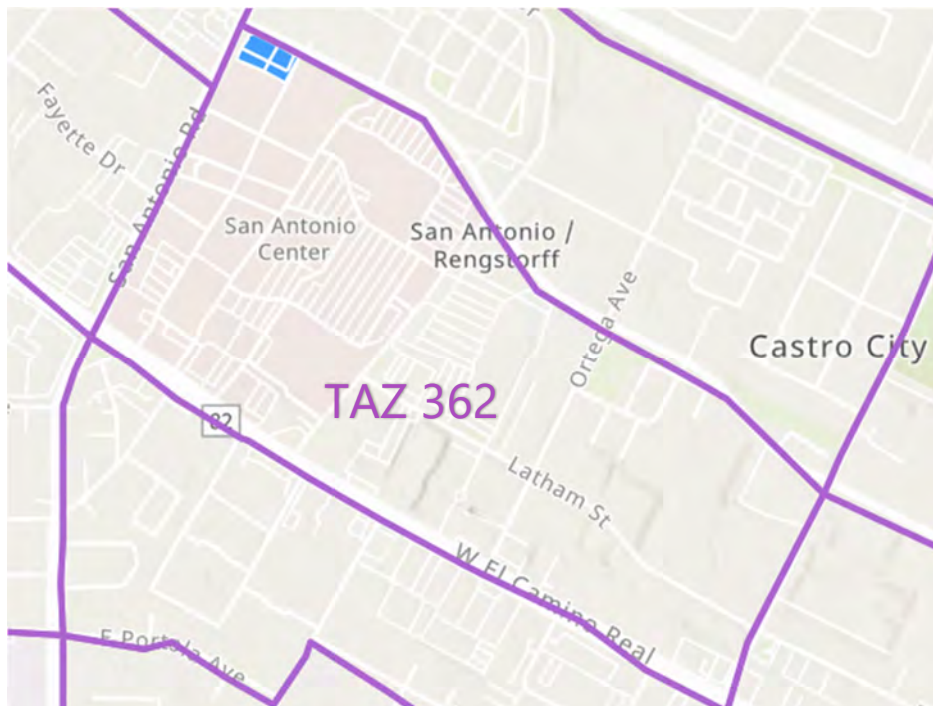 Fayette Dr
San Antonio Rd
San Antonio
Center
San Antonio /
Rengstorff
Ortega Ave
Castro City
TAZ 362
82
Latham St
W El Camino Real
E Portola Ave